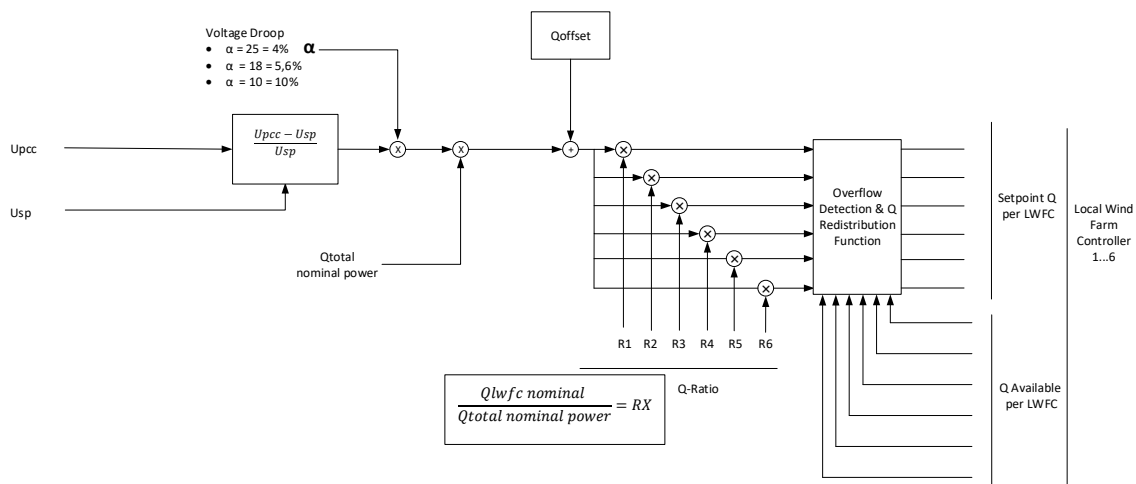 Voltage Droop
• α = 25 = 4%
• α = 18 = 5,6%
• α = 10 = 10%
α
Qoffset
Upcc
Upcc − Usp
Usp
X
X
+
×
×
×
×
×
×
Usp
Qtotal
nominal power
Overflow
Detection & Q
Redistribution
Function
Setpoint Q
per LWFC
Local Wind
Farm
Controller
1...6
R1 R2 R3 R4 R5 R6
Q-Ratio
Qlwfc nominal
Qtotal nominal power
= RX
Q Available
per LWFC